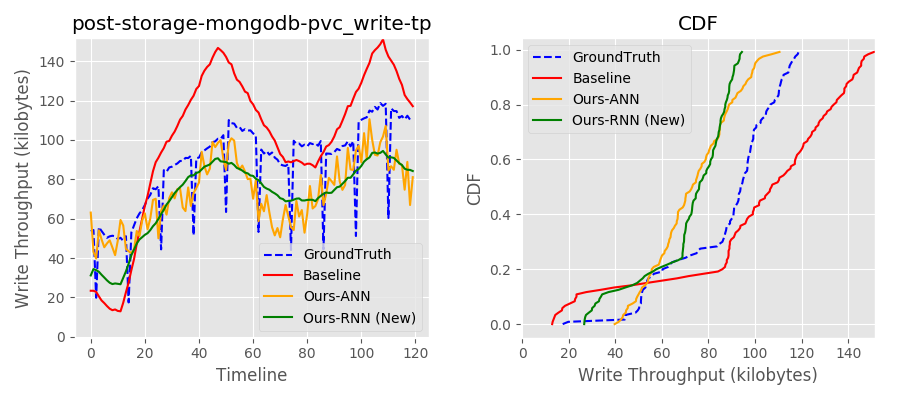 post-storage-mongodb-pvc_write-tp
Write Throughput (kilobytes)
140
120
100
80
60
40
20
0
0
20
40
60
80
100
120
Timeline
GroundTruth
Baseline
Ours-ANN
Ours-RNN (New)
CDF
CDF
1.0
0.8
0.6
0.4
0.2
0.0
0
20
40
60
80
100
120
140
Write Throughput (kilobytes)
GroundTruth
Baseline
Ours-ANN
Ours-RNN (New)